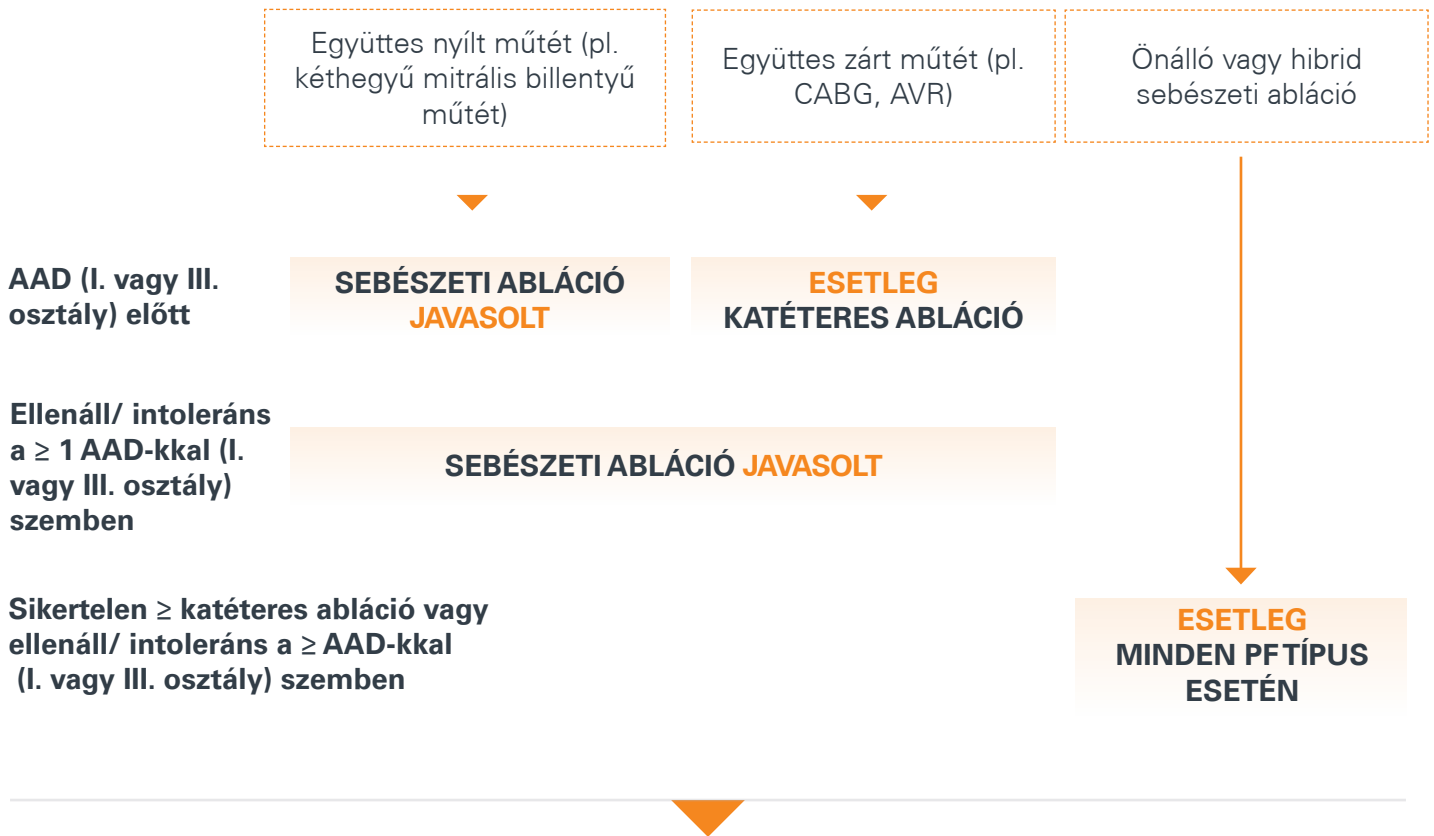 Együttes nyílt műtét (pl.
kéthegyű mitrális billentyű
műtét)
Együttes zárt műtét (pl.
CABG, AVR)
Önálló vagy hibrid
sebészeti abláció
AAD (I. vagy III.
osztály) előtt
SEBÉSZETI ABLÁCIÓ
JAVASOLT
ESETLEG
KATÉTERES ABLÁCIÓ
Ellenáll/ intoleráns
a ≥ 1 AAD-kkal (I.
vagy III. osztály)
szemben
SEBÉSZETI ABLÁCIÓ JAVASOLT
Sikertelen ≥ katéteres abláció vagy
ellenáll/ intoleráns a ≥ AAD-kkal
(I. vagy III. osztály) szemben
ESETLEG
MINDEN PF TÍPUS
ESETÉN